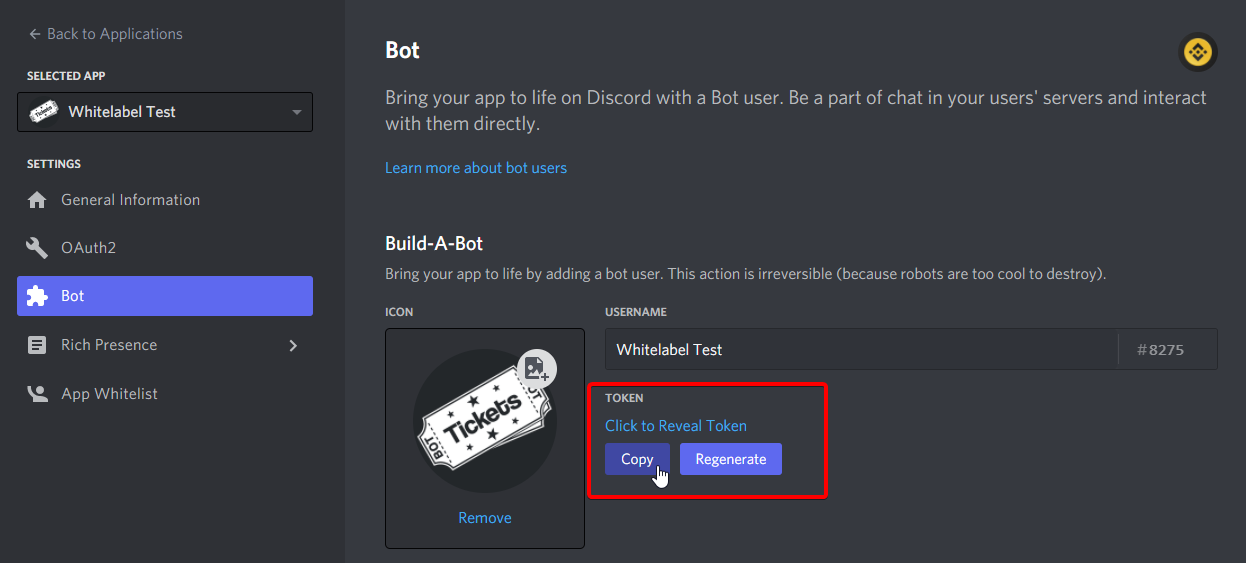 ← Back to Applications
SELECTED APP
Whitelabel Test
SETTINGS
General Information
OAuth2
Bot
Rich Presence
App Whitelist
Bot
Bring your app to life on Discord with a Bot user. Be a part of chat in your users' servers and interact
with them directly.
Learn more about bot users
Build-A-Bot
Bring your app to life by adding a bot user. This action is irreversible (because robots are too cool to destroy).
ICON
Tickets
BOT
Remove
USERNAME
Whitelabel Test #8275
TOKEN
Click to Reveal Token
Copy Regenerate